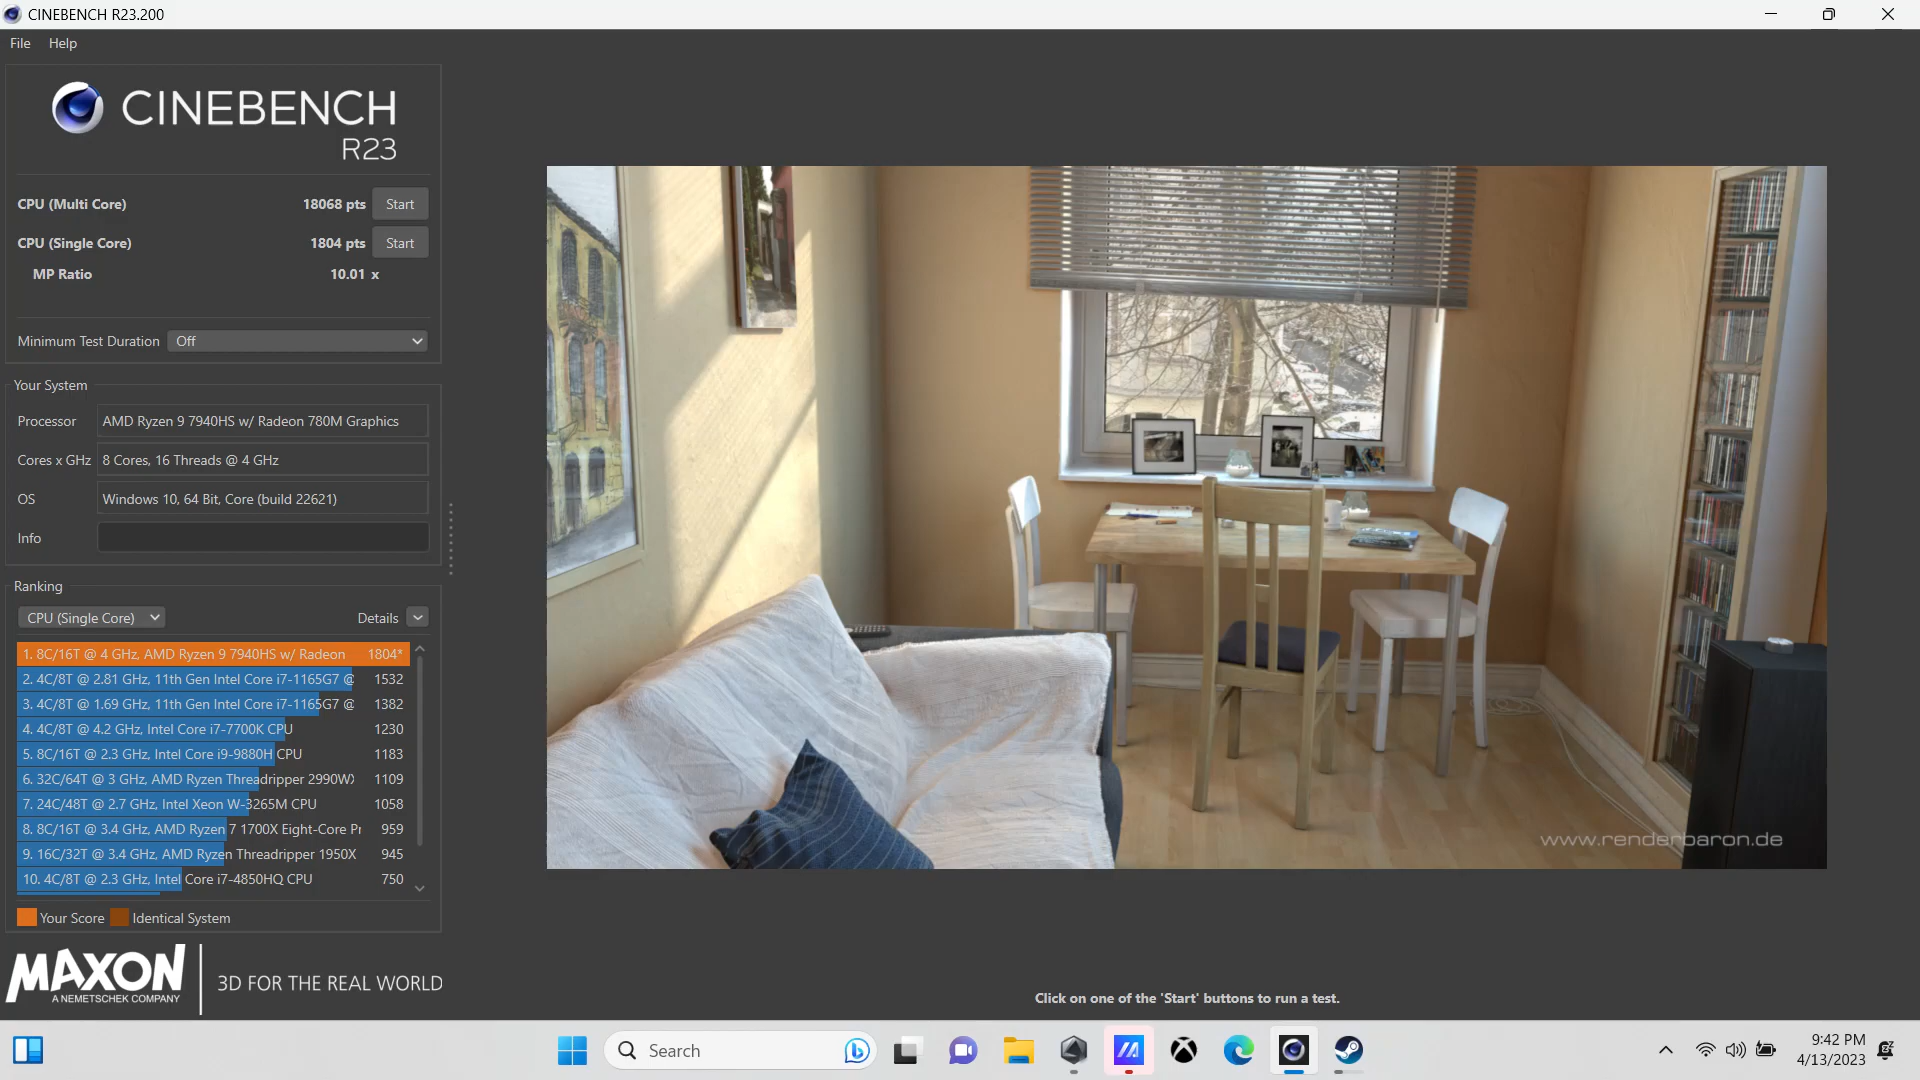 CINEBENCH R23.200
File Help
CINEBENCH
R23
CPU (Multi Core) 18068 pts Start
CPU (Single Core) 1804 pts Start
MP Ratio 10.01 x
Minimum Test Duration Off
Your System
Processor AMD Ryzen 9 7940HS w/ Radeon 780M Graphics
Cores x GHz 8 Cores, 16 Threads @ 4 GHz
OS Windows 10, 64 Bit, Core (build 22621)
Info
Ranking
CPU (Single Core) Details
1. 8C/16T @ 4 GHz, AMD Ryzen 9 7940HS w/ Radeon 1804*
2. 4C/8T @ 2.81 GHz, 11th Gen Intel Core i7-1165G7 @ 1532
3. 4C/8T @ 1.69 GHz, 11th Gen Intel Core i7-1165G7 @ 1382
4. 4C/8T @ 4.2 GHz, Intel Core i7-7700K CPU 1230
5. 8C/16T @ 2.3 GHz, Intel Core i9-9880H CPU 1183
6. 32C/64T @ 3 GHz, AMD Ryzen Threadripper 2990WX 1109
7. 24C/48T @ 2.7 GHz, Intel Xeon W-3265M CPU 1058
8. 8C/16T @ 3.4 GHz, AMD Ryzen 7 1700X Eight-Core Pr 959
9. 16C/32T @ 3.4 GHz, AMD Ryzen Threadripper 1950X 945
10. 4C/8T @ 2.3 GHz, Intel Core i7-4850HQ CPU 750
Your Score Identical System
MAXON
A NEMETSCHEK COMPANY
3D FOR THE REAL WORLD
www.renderbaron.de
Click on one of the 'Start' buttons to run a test.
Search
9:42 PM
4/13/2023